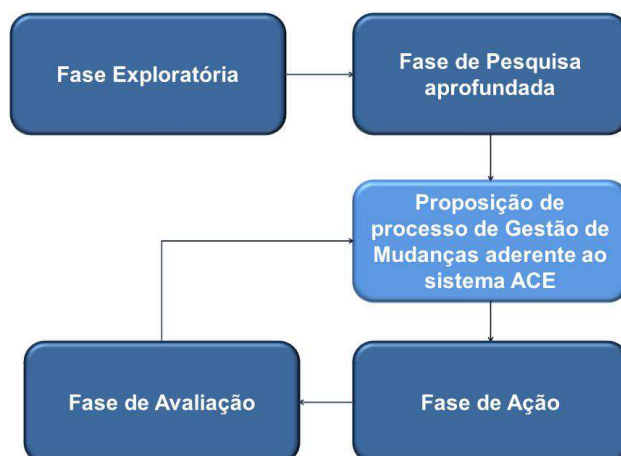 Fase Exploratória
Fase de Pesquisa
aprofundada
Proposição de
processo de Gestão de
Mudanças aderente ao
sistema ACE
Fase de Avaliação
Fase de Ação